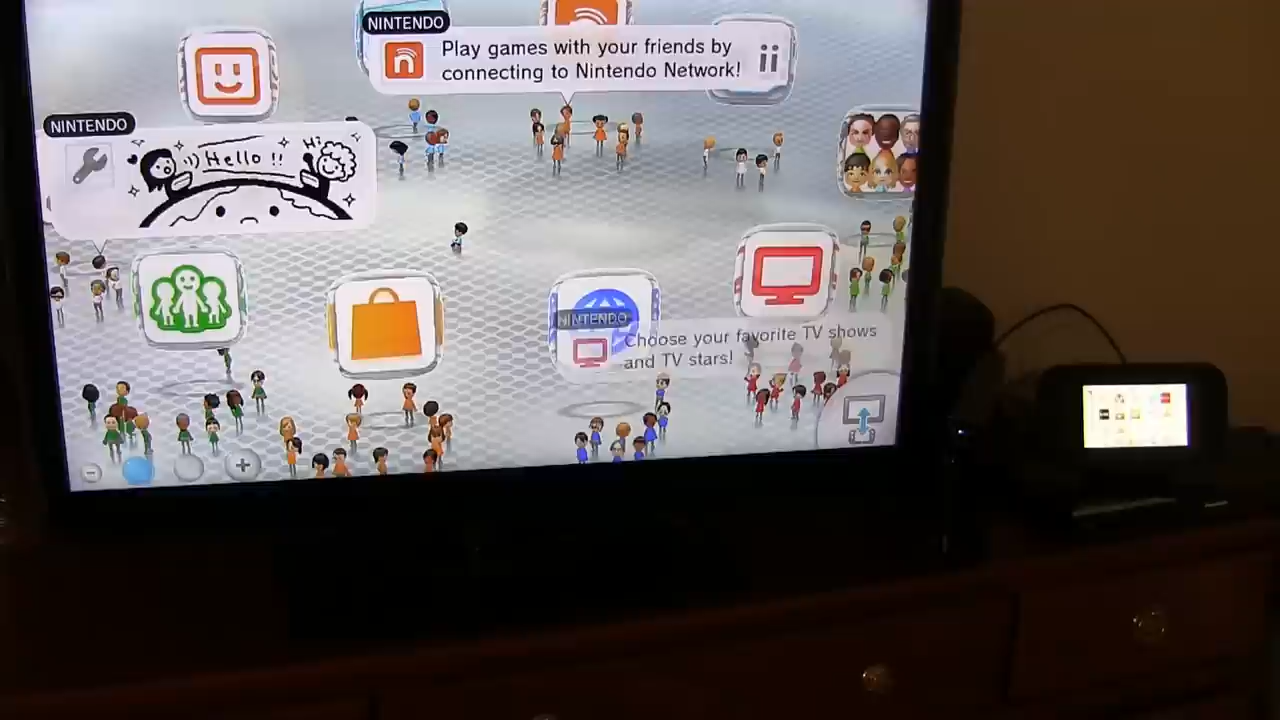 NINTENDO
Play games with your friends by
connecting to Nintendo Network!
NINTENDO
Hello !!
Hi
NINTENDO
Choose your favorite TV shows
and TV stars!